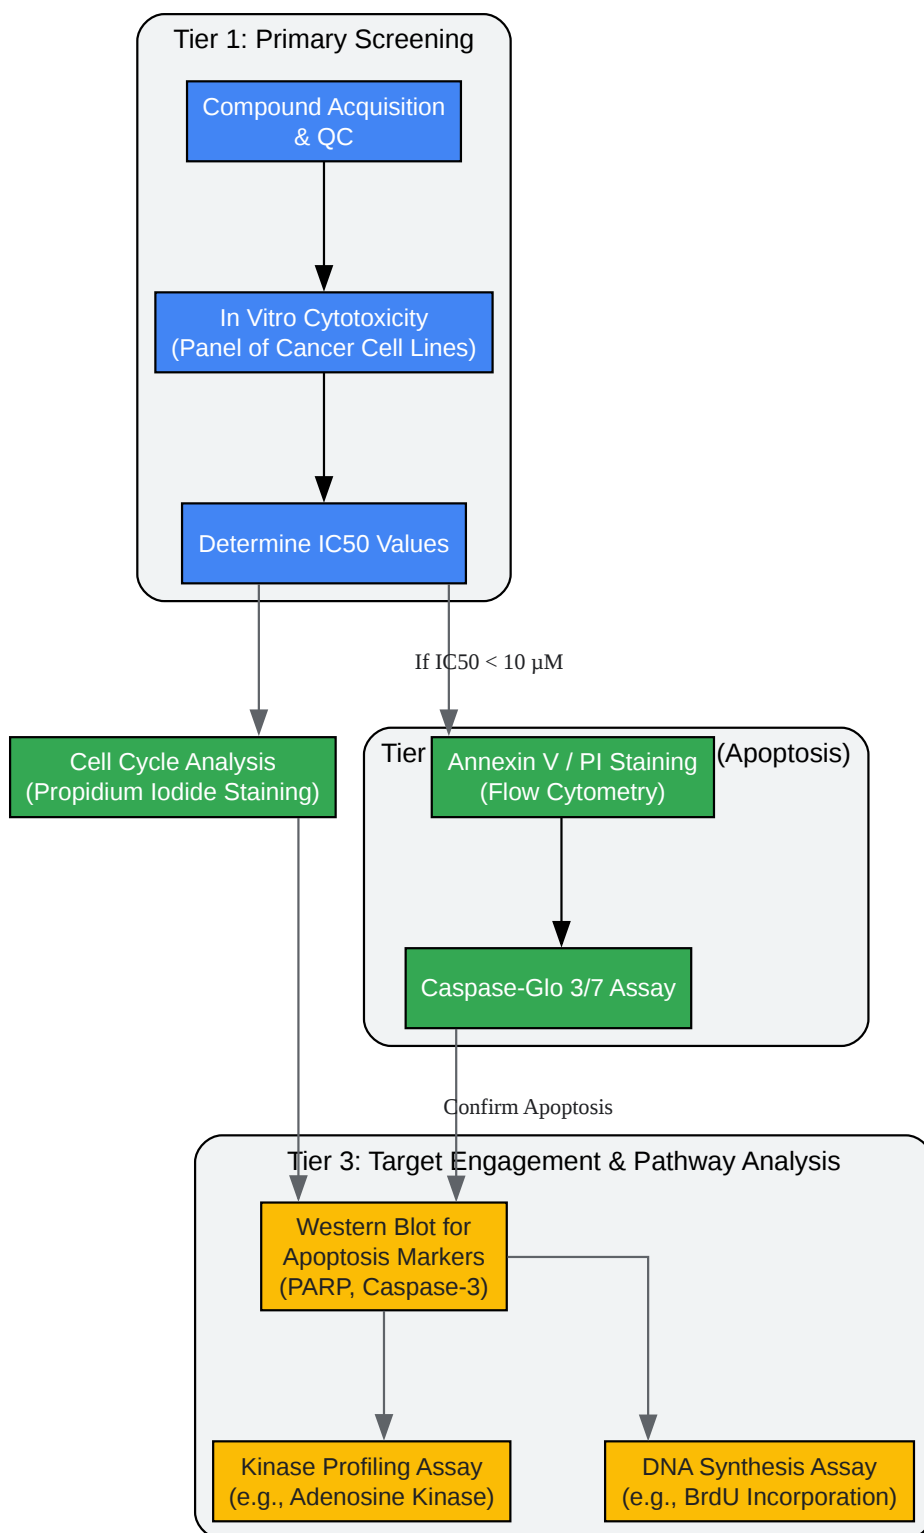 Tier 1: Primary Screening
Compound Acquisition
& QC
In Vitro Cytotoxicity
(Panel of Cancer Cell Lines)
Determine IC50 Values
If IC50 < 10 µM
Cell Cycle Analysis
(Propidium Iodide Staining)
Tier (Apoptosis)
Annexin V / PI Staining
(Flow Cytometry)
Caspase-Glo 3/7 Assay
Confirm Apoptosis
Tier 3: Target Engagement & Pathway Analysis
Western Blot for
Apoptosis Markers
(PARP, Caspase-3)
Kinase Profiling Assay
(e.g., Adenosine Kinase)
DNA Synthesis Assay
(e.g., BrdU Incorporation)